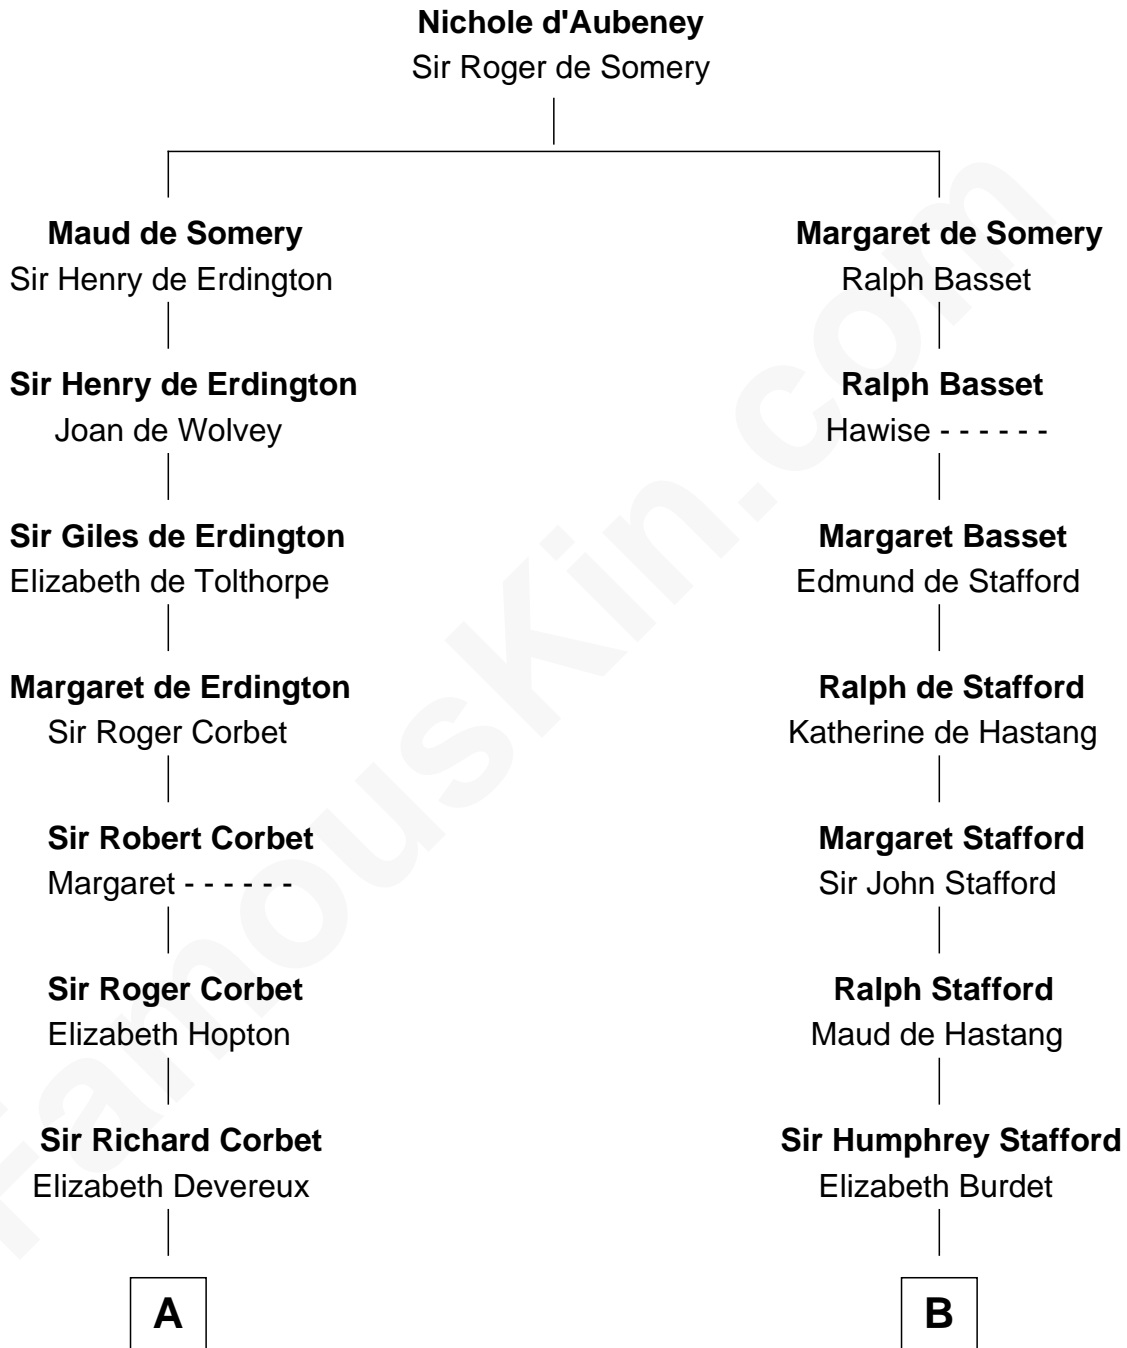 Nichole d'Aubeney
Sir Roger de Somery
Maud de Somery
Sir Henry de Erdington
Margaret de Somery
Ralph Basset
Sir Henry de Erdington
Joan de Wolvey
Ralph Basset
Hawise - - - - - -
Sir Giles de Erdington
Elizabeth de Tolthorpe
Margaret Basset
Edmund de Stafford
Margaret de Erdington
Sir Roger Corbet
Ralph de Stafford
Katherine de Hastang
Sir Robert Corbet
Margaret - - - - - -
Margaret Stafford
Sir John Stafford
Sir Roger Corbet
Elizabeth Hopton
Ralph Stafford
Maud de Hastang
Sir Richard Corbet
Elizabeth Devereux
Sir Humphrey Stafford
Elizabeth Burdet
A
B
FamousKin.com